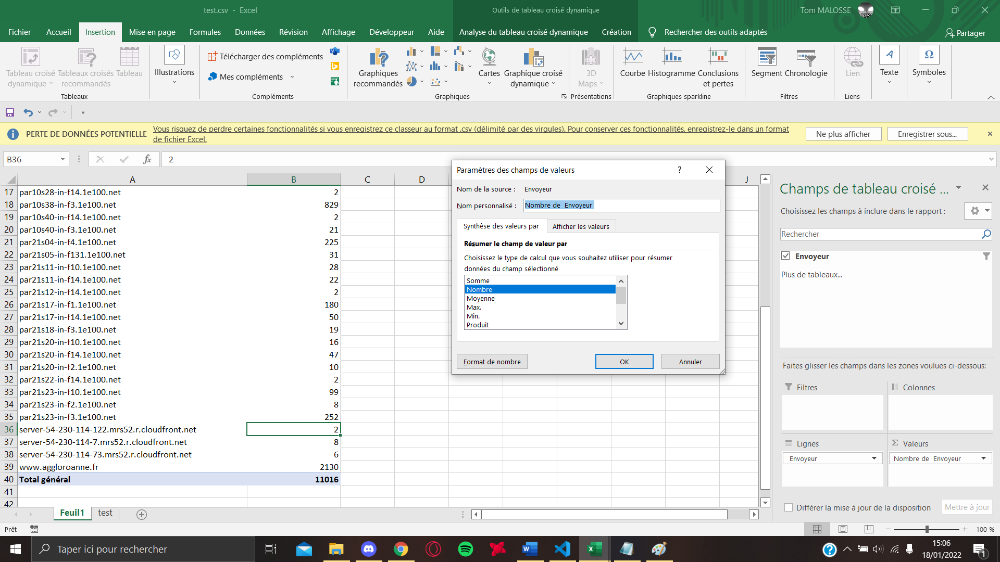 test.csv - Excel
Outils de tableau croisé dynamique
Tom MALOSSE
Fichier Accueil Insertion Mise en page Formules Données Révision Affichage Développeur Aide Analyse du tableau croisé dynamique Création Rechercher des outils adaptés Partager
Tableau croisé dynamique
Tableaux croisés recommandés
Tableau
Tableaux
Illustrations
Télécharger des compléments
Mes compléments
Compléments
Graphiques recommandés
Cartes
Graphique croisé dynamique
Graphiques
3D Maps
Présentations
Courbe Histogramme Conclusions et pertes
Graphiques sparkline
Segment Chronologie
Filtres
Lien
Liens
Texte
Symboles
PERTE DE DONNÉES POTENTIELLE
Vous risquez de perdre certaines fonctionnalités si vous enregistrez ce classeur au format .csv (délimité par des virgules). Pour conserver ces fonctionnalités, enregistrez-le dans un format
de fichier Excel.
Ne plus afficher
Enregistrer sous...
B36
fx
2
A B C D J
17 par10s28-in-f14.1e100.net 2
18 par10s38-in-f3.1e100.net 829
19 par10s40-in-f14.1e100.net 2
20 par10s40-in-f3.1e100.net 21
21 par21s04-in-f4.1e100.net 225
22 par21s05-in-f131.1e100.net 31
23 par21s11-in-f10.1e100.net 28
24 par21s11-in-f14.1e100.net 22
25 par21s12-in-f14.1e100.net 2
26 par21s17-in-f1.1e100.net 180
27 par21s17-in-f14.1e100.net 50
28 par21s18-in-f3.1e100.net 19
29 par21s20-in-f10.1e100.net 16
30 par21s20-in-f14.1e100.net 47
31 par21s20-in-f2.1e100.net 10
32 par21s22-in-f14.1e100.net 2
33 par21s23-in-f10.1e100.net 99
34 par21s23-in-f2.1e100.net 8
35 par21s23-in-f3.1e100.net 252
36 server-54-230-114-122.mrs52.r.cloudfront.net 2
37 server-54-230-114-7.mrs52.r.cloudfront.net 8
38 server-54-230-114-73.mrs52.r.cloudfront.net 6
39 www.aggloroanne.fr 2130
40 Total général 11016
41
42
Paramètres des champs de valeurs ?
Nom de la source : Envoyeur
Nom personnalisé : Nombre de Envoyeur
Synthèse des valeurs par
Afficher les valeurs
Résumer le champ de valeur par
Choisissez le type de calcul que vous souhaitez utiliser pour résumer
données du champ sélectionné
Somme
Nombre
Moyenne
Max.
Min.
Produit
Format de nombre
OK
Annuler
Champs de tableau croisé ...
Choisissez les champs à inclure dans le rapport :
Rechercher
Envoyeur
Plus de tableaux...
Faites glisser les champs dans les zones voulues ci-dessous:
Filtres
Colonnes
Lignes
Valeurs
Envoyeur
Nombre de Envoyeur
Différer la mise à jour de la disposition
Mettre à jour
Feuil1
test
Prêt
100 %
Taper ici pour rechercher
15:06
18/01/2022
1